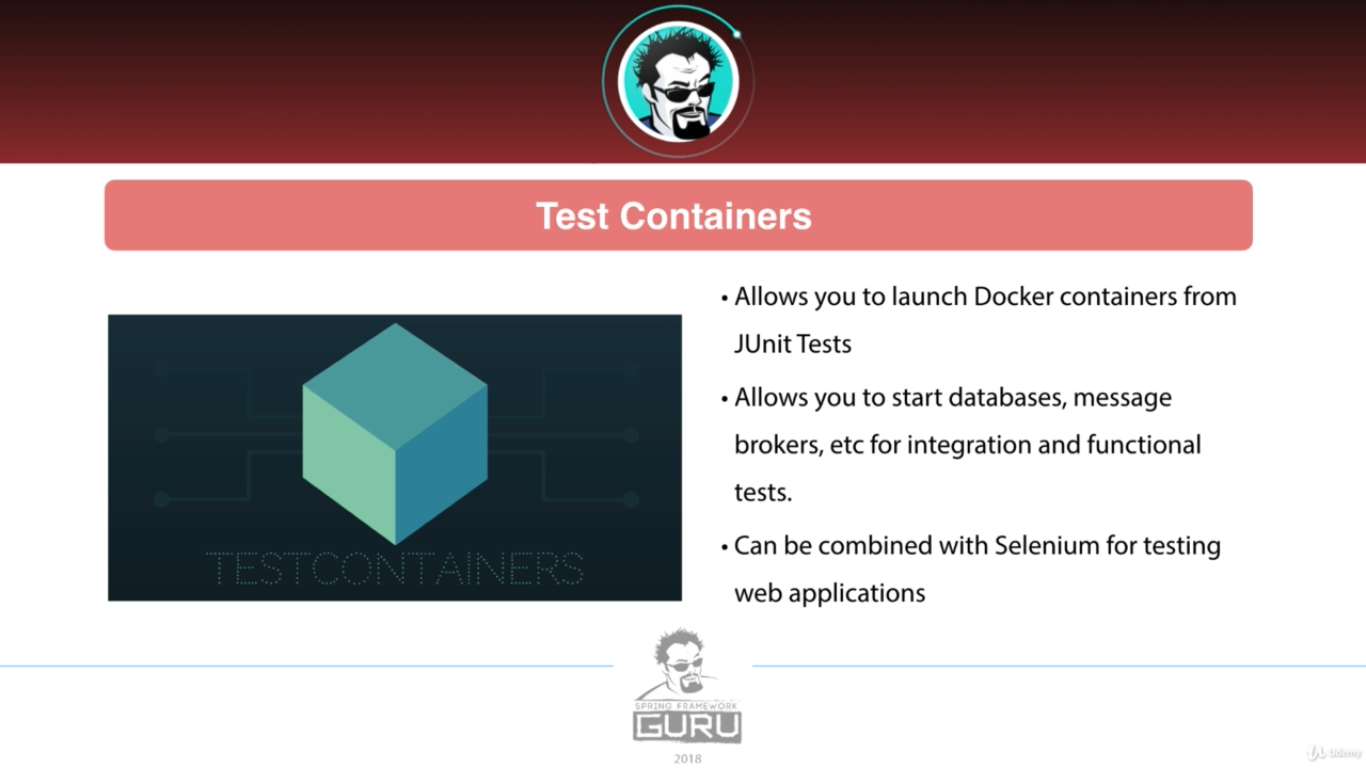 Test Containers
• Allows you to launch Docker containers from
JUnit Tests
• Allows you to start databases, message
brokers, etc for integration and functional
tests.
• Can be combined with Selenium for testing
web applications
TESTCONTAINERS
SPRING FRAMEWORK
GURU
2018
Udemy